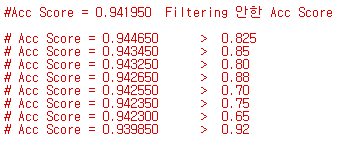 #Acc Score = 0.941950 Filtering 안한 Acc Score
# Acc Score = 0.944650 > 0.825
# Acc Score = 0.943450 > 0.85
# Acc Score = 0.943250 > 0.80
# Acc Score = 0.942650 > 0.88
# Acc Score = 0.942550 > 0.70
# Acc Score = 0.942350 > 0.75
# Acc Score = 0.942300 > 0.65
# Acc Score = 0.939850 > 0.92